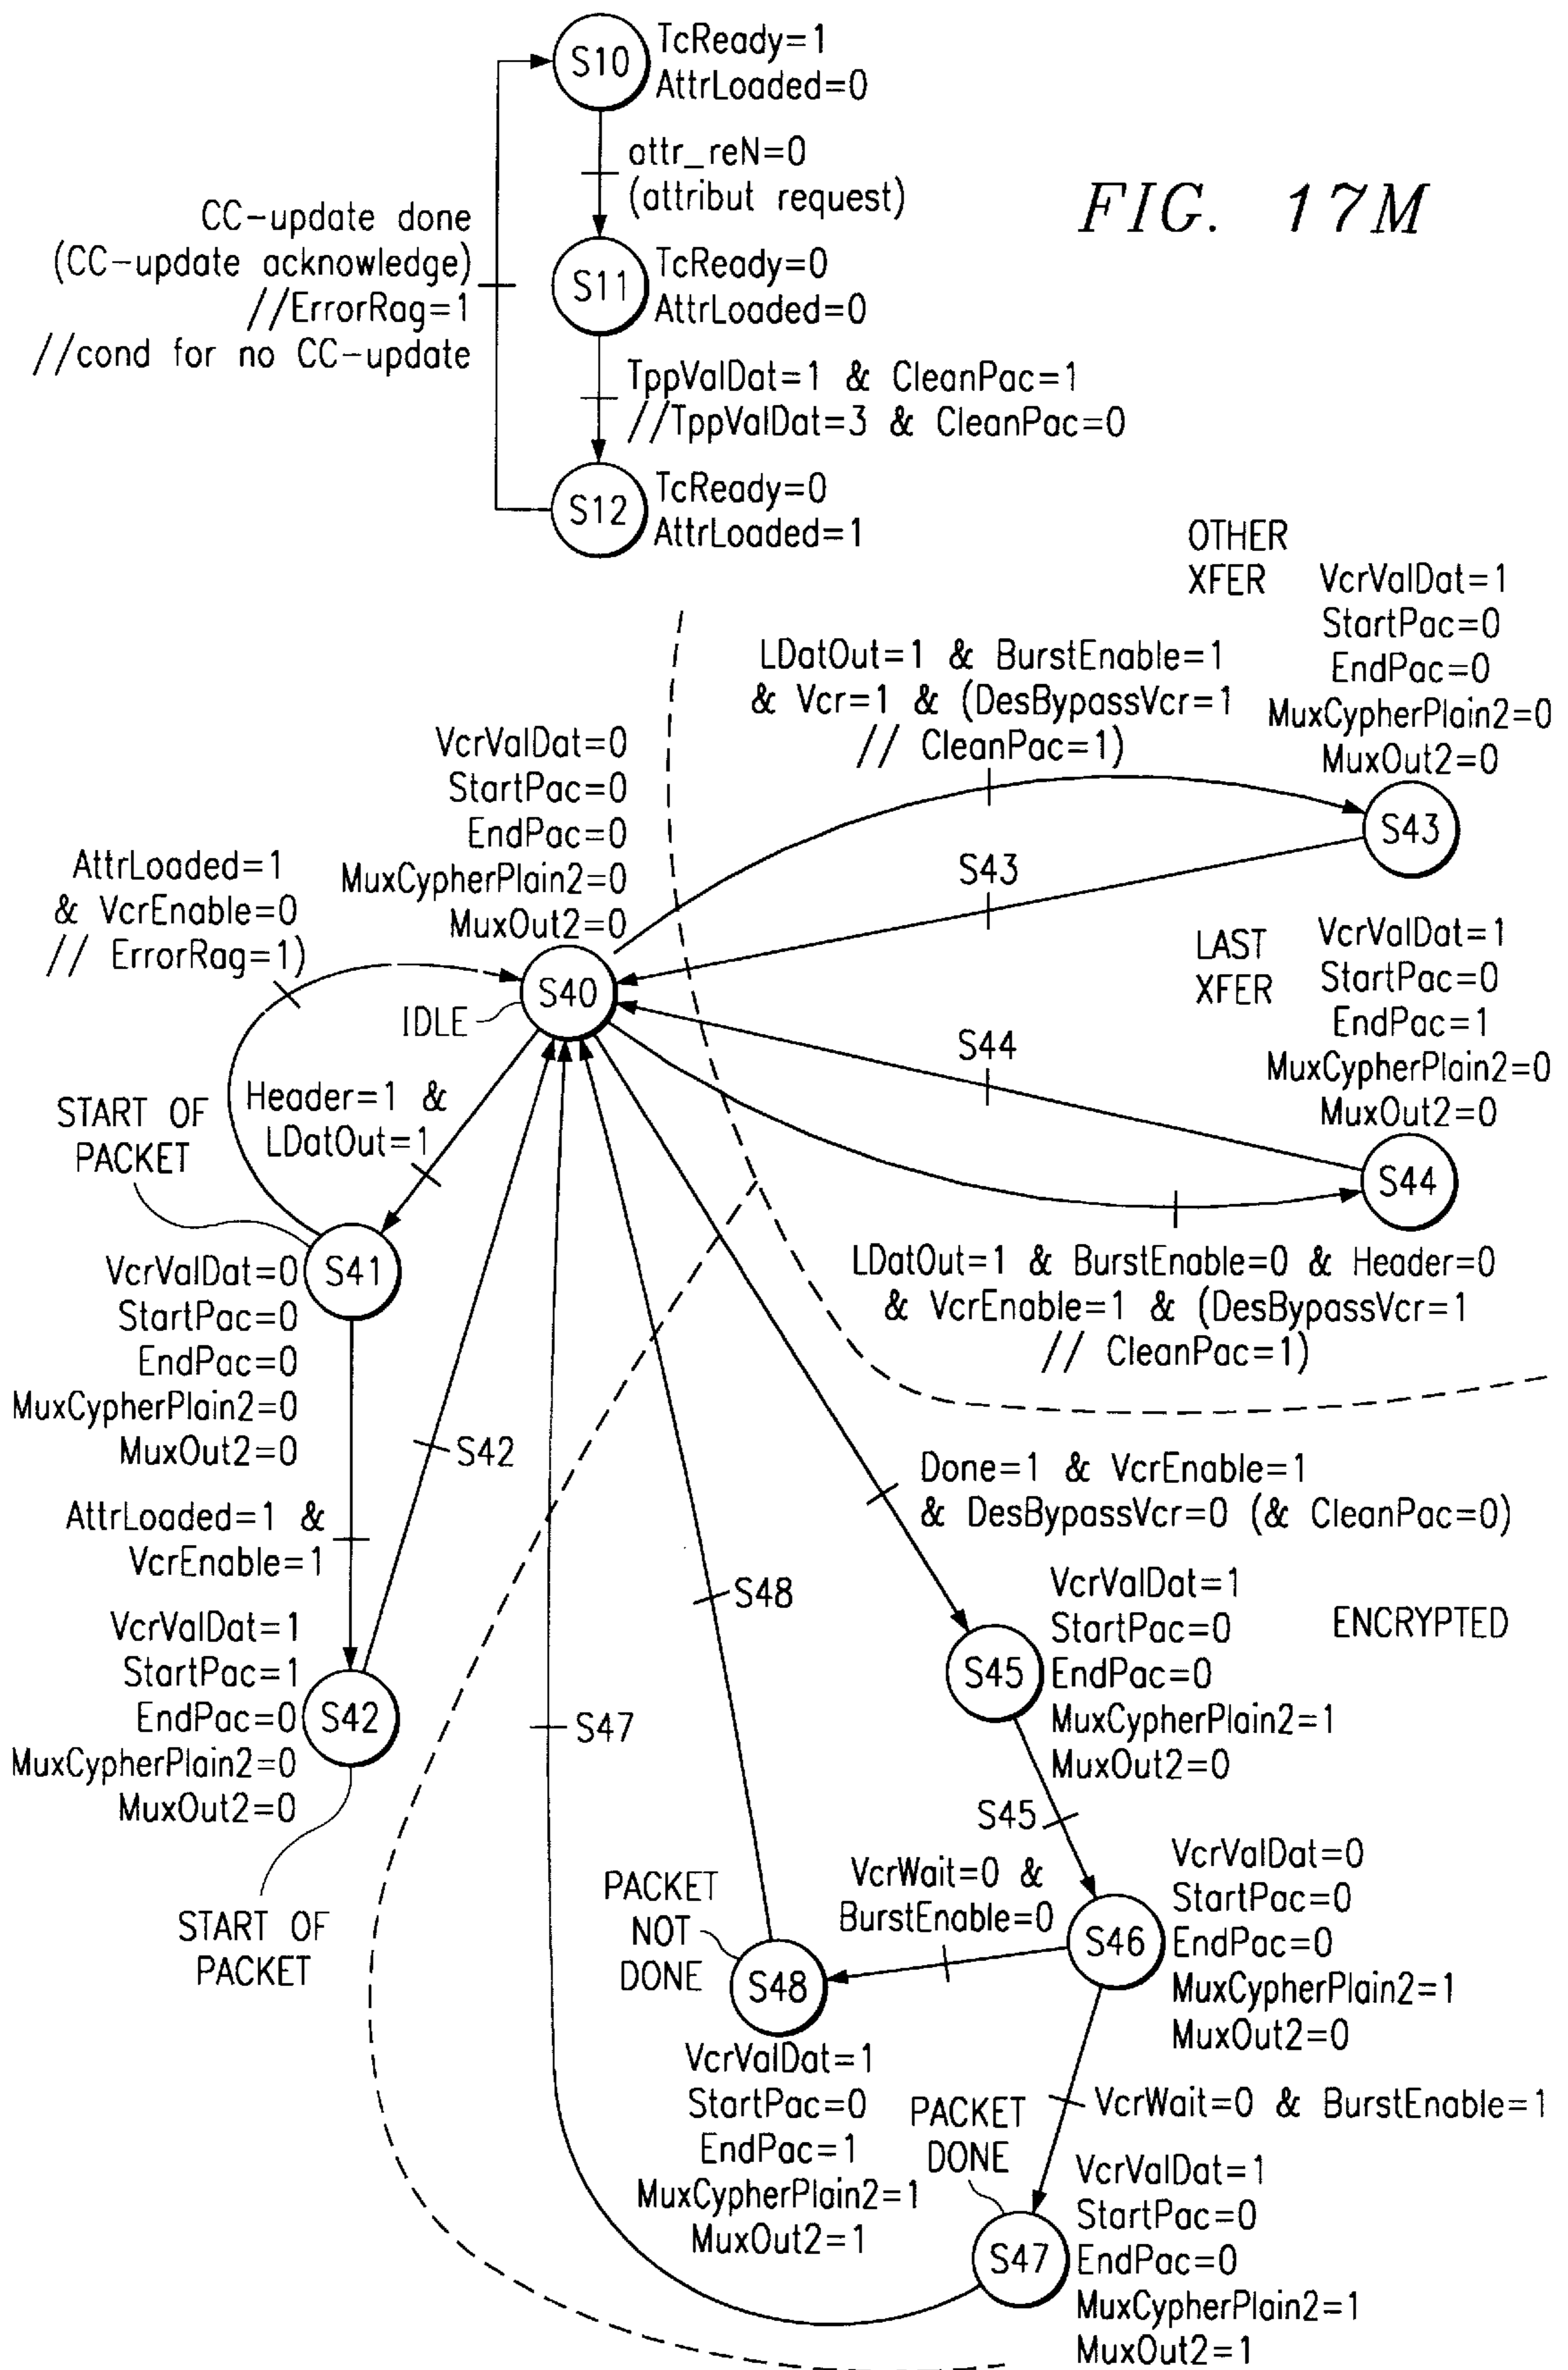 S10
TcReady=1
AttrLoaded=0
attr_reN=0
(attribut request)
FIG. 17M
CC-update done
(CC-update acknowledge)
//ErrorRag=1
//cond for no CC-update
S11
TcReady=0
AttrLoaded=0
TppValDat=1 & CleanPac=1
//TppValDat=3 & CleanPac=0
S12
TcReady=0
AttrLoaded=1
OTHER
XFER
VcrValDat=1
StartPac=0
EndPac=0
MuxCypherPlain2=0
MuxOut2=0
S43
LDatOut=1 & BurstEnable=1
& Vcr=1 & (DesBypassVcr=1
// CleanPac=1)
S43
VcrValDat=0
StartPac=0
EndPac=0
MuxCypherPlain2=0
MuxOut2=0
S40
IDLE
AttrLoaded=1
& VcrEnable=0
// ErrorRag=1)
LAST
XFER
VcrValDat=1
StartPac=0
EndPac=1
MuxCypherPlain2=0
MuxOut2=0
S44
S44
LDatOut=1 & BurstEnable=0 & Header=0
& VcrEnable=1 & (DesBypassVcr=1
// CleanPac=1)
Header=1 &
LDatOut=1
START OF
PACKET
S41
VcrValDat=0
StartPac=0
EndPac=0
MuxCypherPlain2=0
MuxOut2=0
S42
AttrLoaded=1 &
VcrEnable=1
VcrValDat=1
StartPac=1
EndPac=0
MuxCypherPlain2=0
MuxOut2=0
S42
START OF
PACKET
Done=1 & VcrEnable=1
& DesBypassVcr=0 (& CleanPac=0)
S48
S47
S45
VcrValDat=1
StartPac=0
EndPac=0
MuxCypherPlain2=1
MuxOut2=0
ENCRYPTED
S45
S46
VcrValDat=0
StartPac=0
EndPac=0
MuxCypherPlain2=1
MuxOut2=0
VcrWait=0 &
BurstEnable=0
PACKET
NOT
DONE
S48
VcrValDat=1
StartPac=0
EndPac=1
MuxCypherPlain2=1
MuxOut2=1
VcrWait=0 & BurstEnable=1
PACKET
DONE
S47
VcrValDat=1
StartPac=0
EndPac=0
MuxCypherPlain2=1
MuxOut2=1